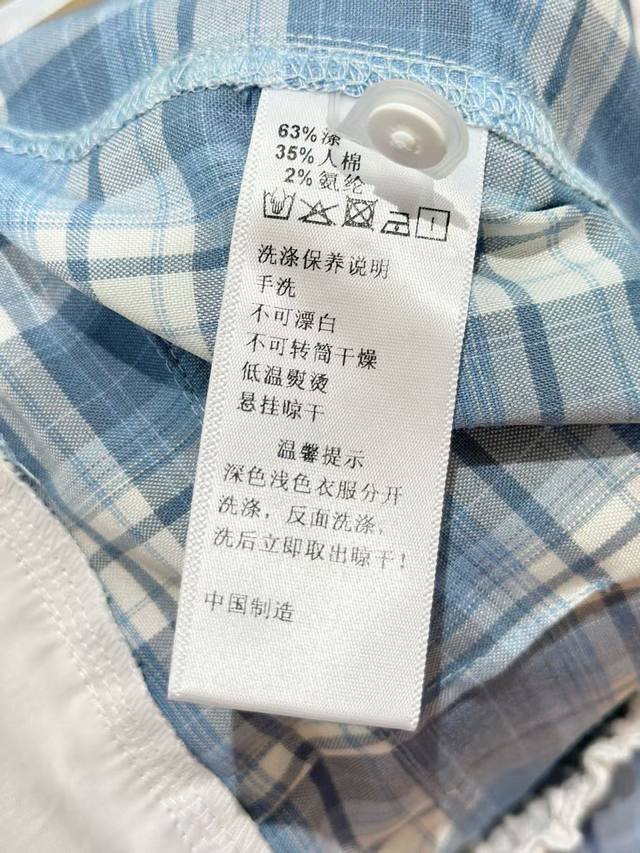 63%涤
35%人棉
2%氨纶
洗涤保养说明
手洗
不可漂白
不可转筒干燥
低温熨烫
悬挂晾干
温馨提示
深色浅色衣服分开
洗涤，反面洗涤，
洗后立即取出晾干！
中国制造